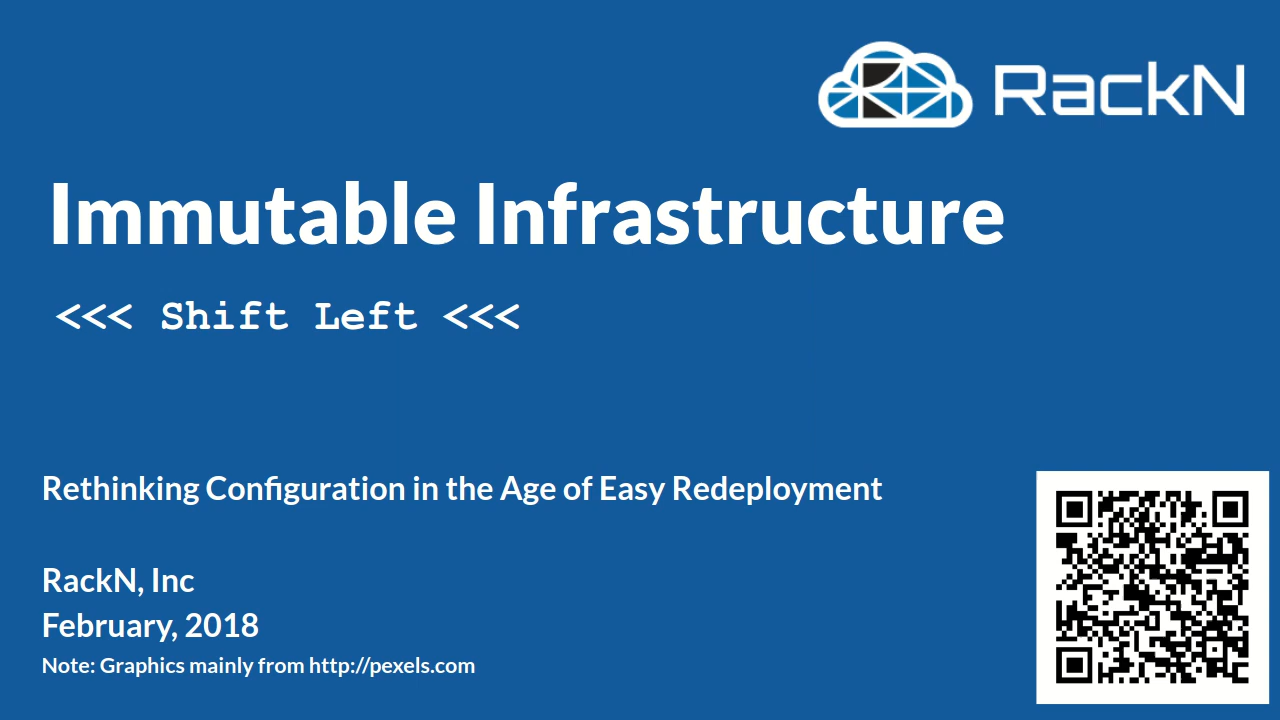 RackN
Immutable Infrastructure
<<< Shift Left <<<
Rethinking Configuration in the Age of Easy Redeployment
RackN, Inc
February, 2018
Note: Graphics mainly from http://pexels.com